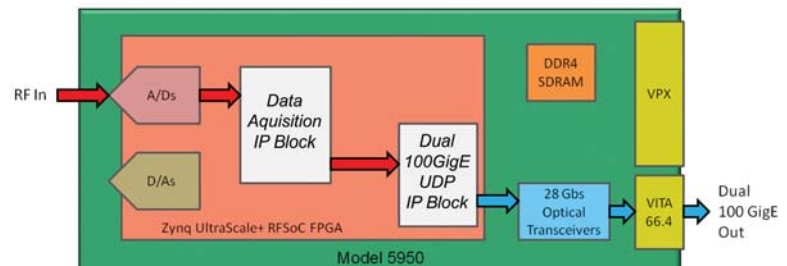 RF In
A/Ds
D/As
Data
Aquisition
IP Block
Dual
100GigE
UDP
IP Block
Zynq UltraScale+ RFSoC FPGA
DDR4
SDRAM
28 Gbs
Optical
Transceivers
VPX
VITA
66.4
Dual
100 GigE
Out
Model 5950